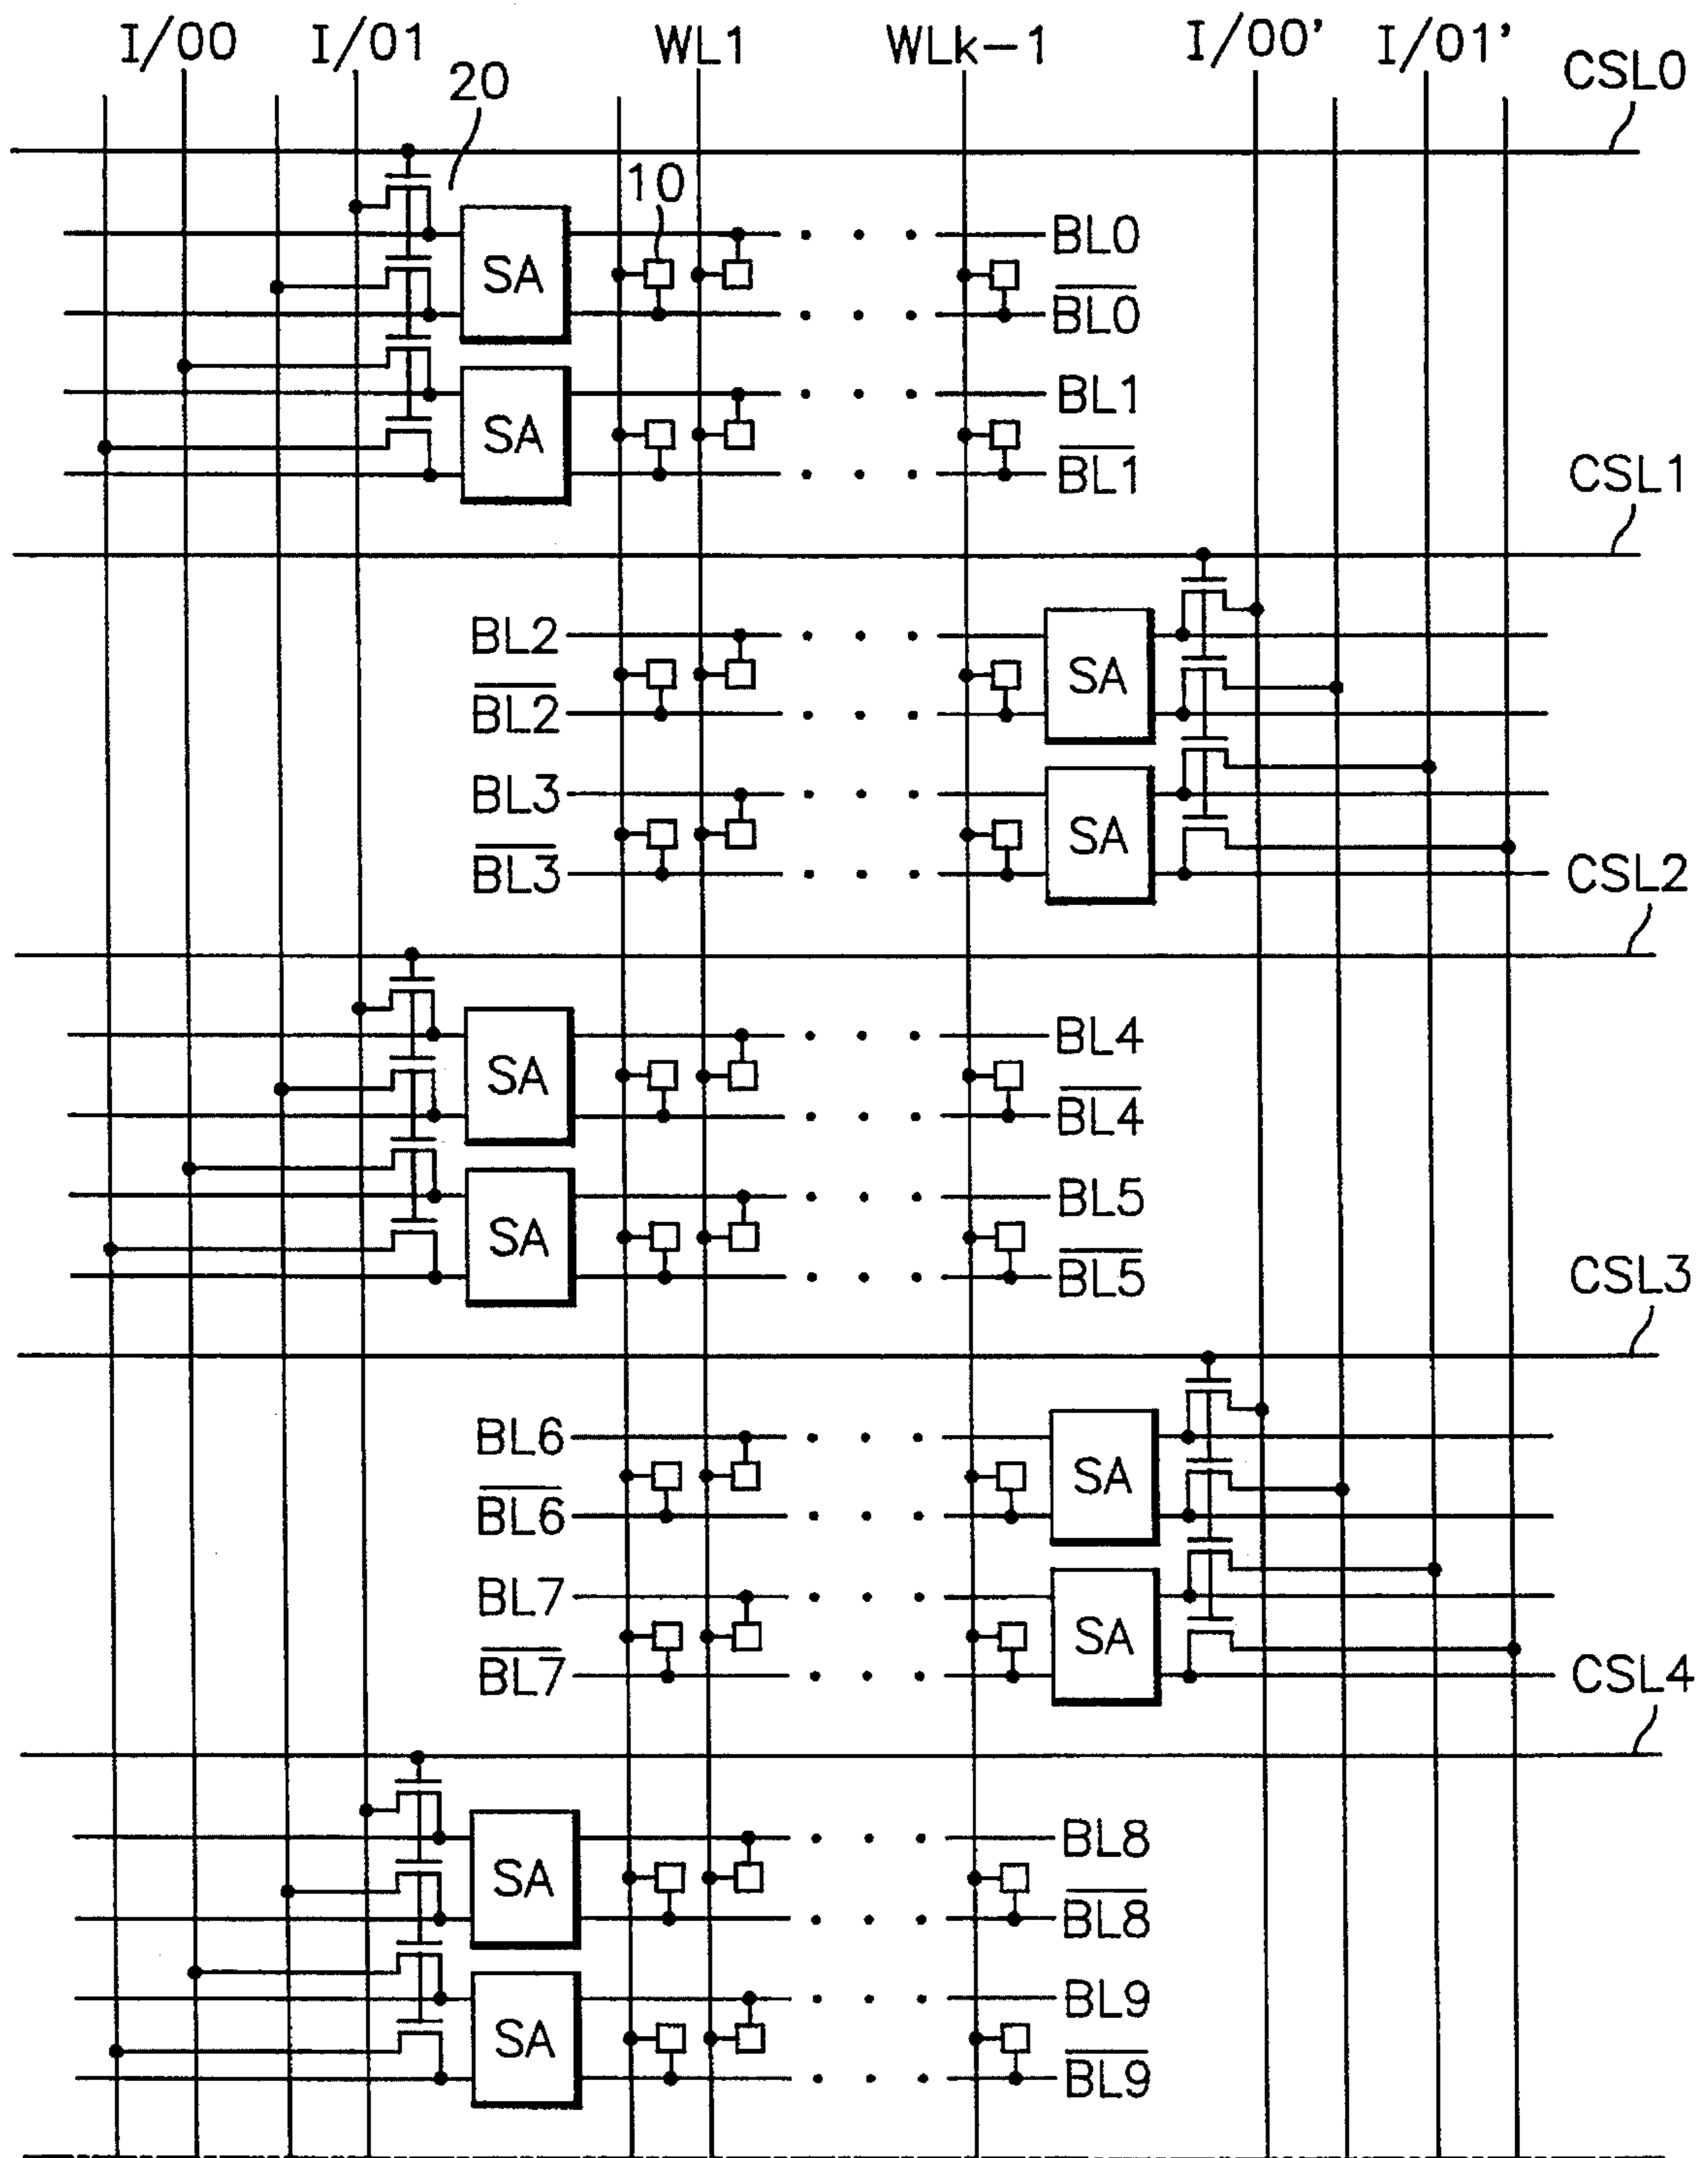 I/00 I/01 WL1 WLk-1 I/00' I/01' CSL0
20
10
SA BL0
BL0
SA BL1
BL1
CSL1
BL2 SA
BL2
BL3 SA
BL3
CSL2
SA BL4
BL4
SA BL5
BL5
CSL3
BL6 SA
BL6
BL7 SA
BL7
CSL4
SA BL8
BL8
SA BL9
BL9